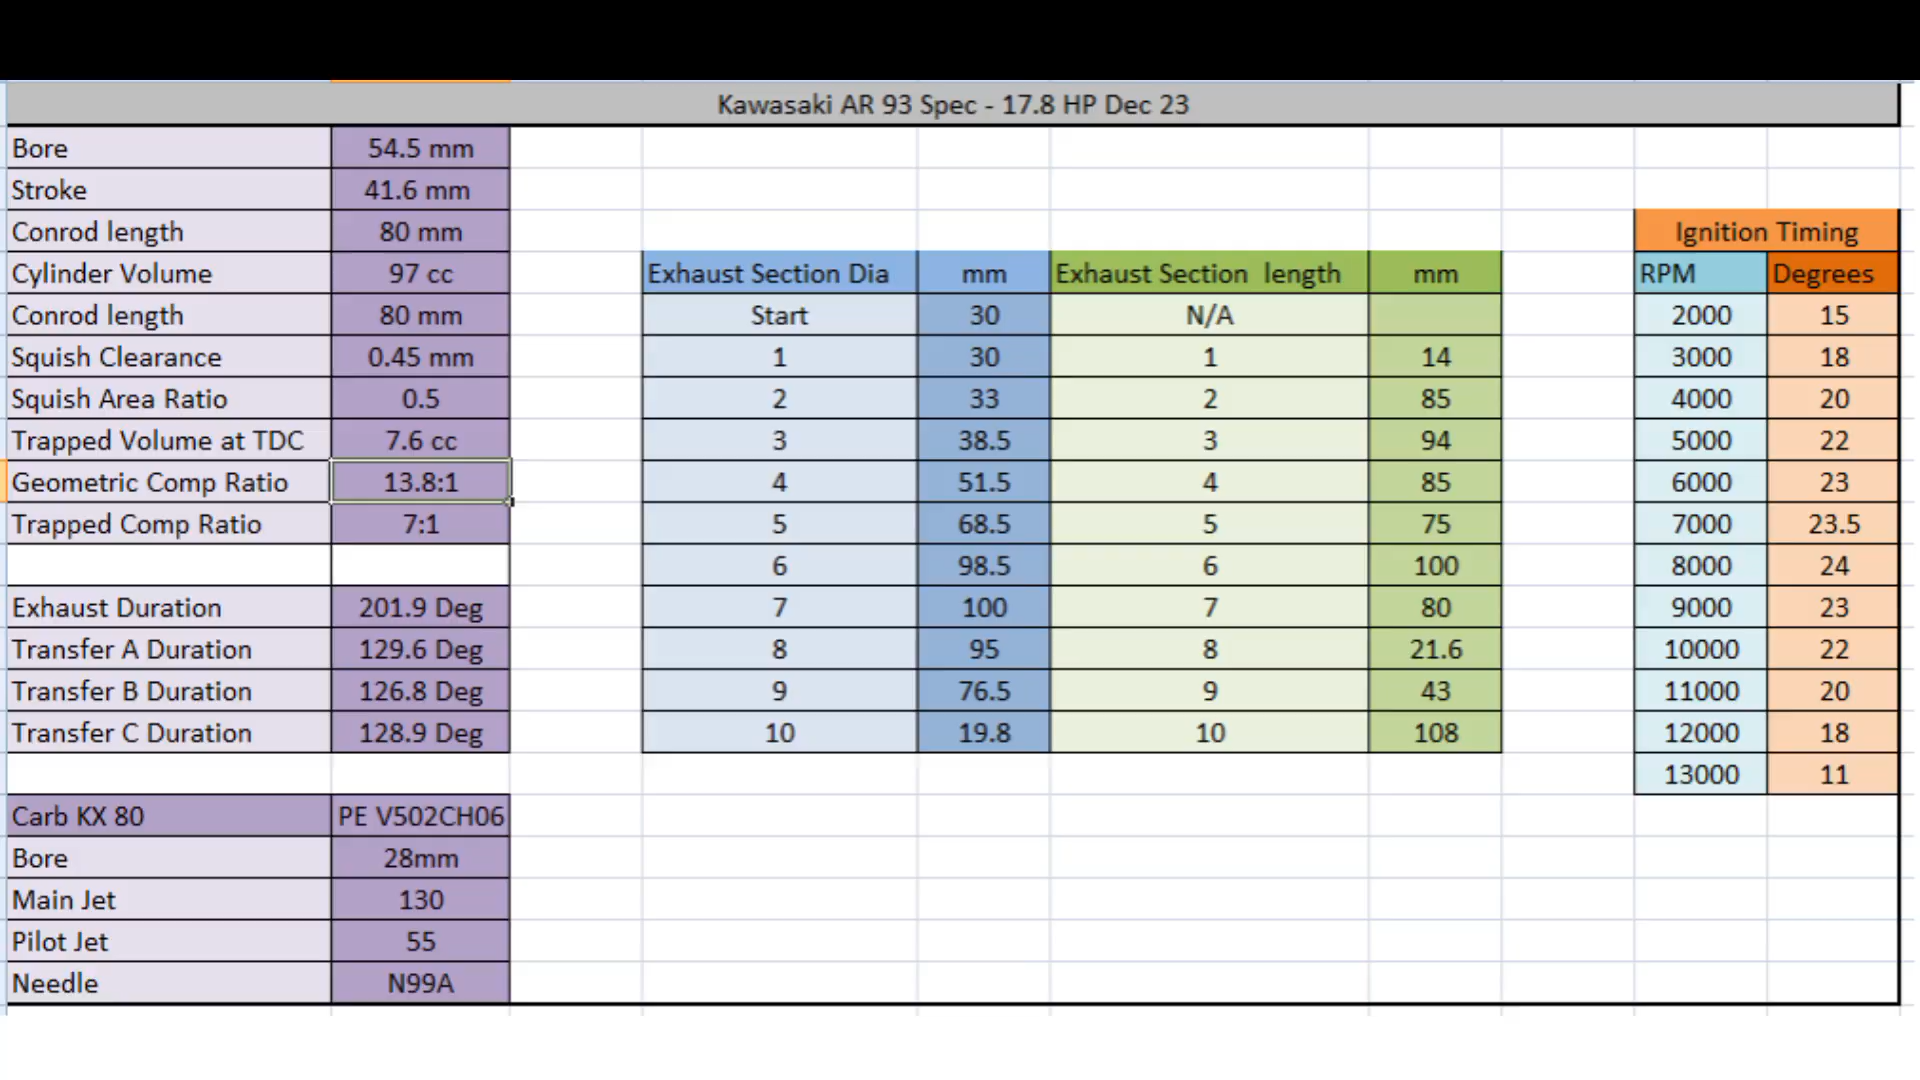 Kawasaki AR 93 Spec - 17.8 HP Dec 23
Bore 54.5 mm
Stroke 41.6 mm
Conrod length 80 mm
Cylinder Volume 97 cc
Conrod length 80 mm
Squish Clearance 0.45 mm
Squish Area Ratio 0.5
Trapped Volume at TDC 7.6 cc
Geometric Comp Ratio 13.8:1
Trapped Comp Ratio 7:1
Exhaust Duration 201.9 Deg
Transfer A Duration 129.6 Deg
Transfer B Duration 126.8 Deg
Transfer C Duration 128.9 Deg
Carb KX 80 PE V502CH06
Bore 28mm
Main Jet 130
Pilot Jet 55
Needle N99A
Exhaust Section Dia mm Exhaust Section length mm
Start 30 N/A
1 30 1 14
2 33 2 85
3 38.5 3 94
4 51.5 4 85
5 68.5 5 75
6 98.5 6 100
7 100 7 80
8 95 8 21.6
9 76.5 9 43
10 19.8 10 108
Ignition Timing
RPM Degrees
2000 15
3000 18
4000 20
5000 22
6000 23
7000 23.5
8000 24
9000 23
10000 22
11000 20
12000 18
13000 11